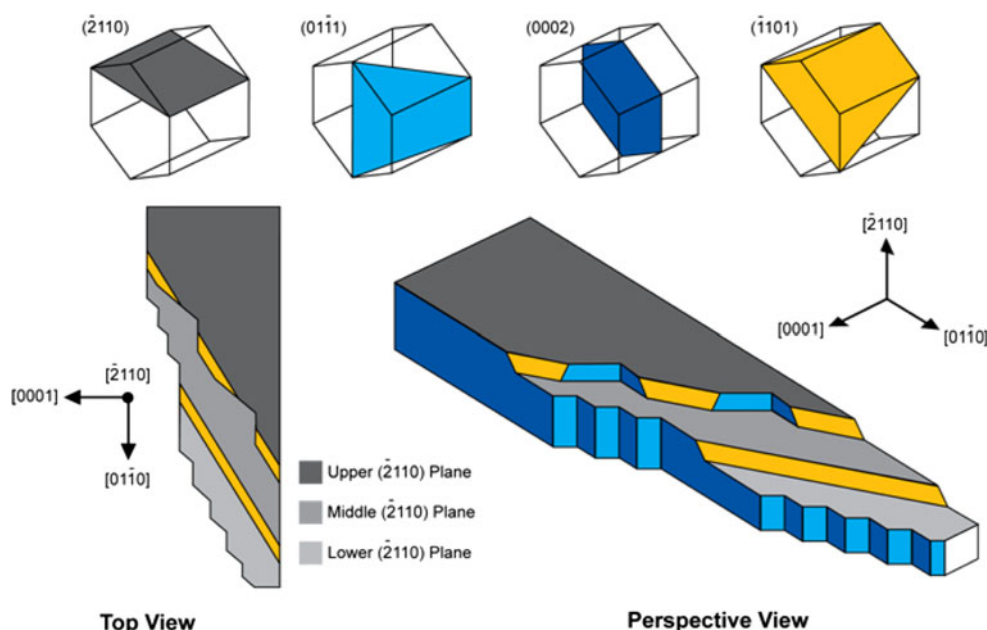 (2̄110)
(011̄1)
(0002)
(1̄101)
[0001]
[2̄110]
[011̄0]
Upper (2̄110) Plane
Middle (2̄110) Plane
Lower (2̄110) Plane
[2̄110]
[0001]
[011̄0]
Top View
Perspective View